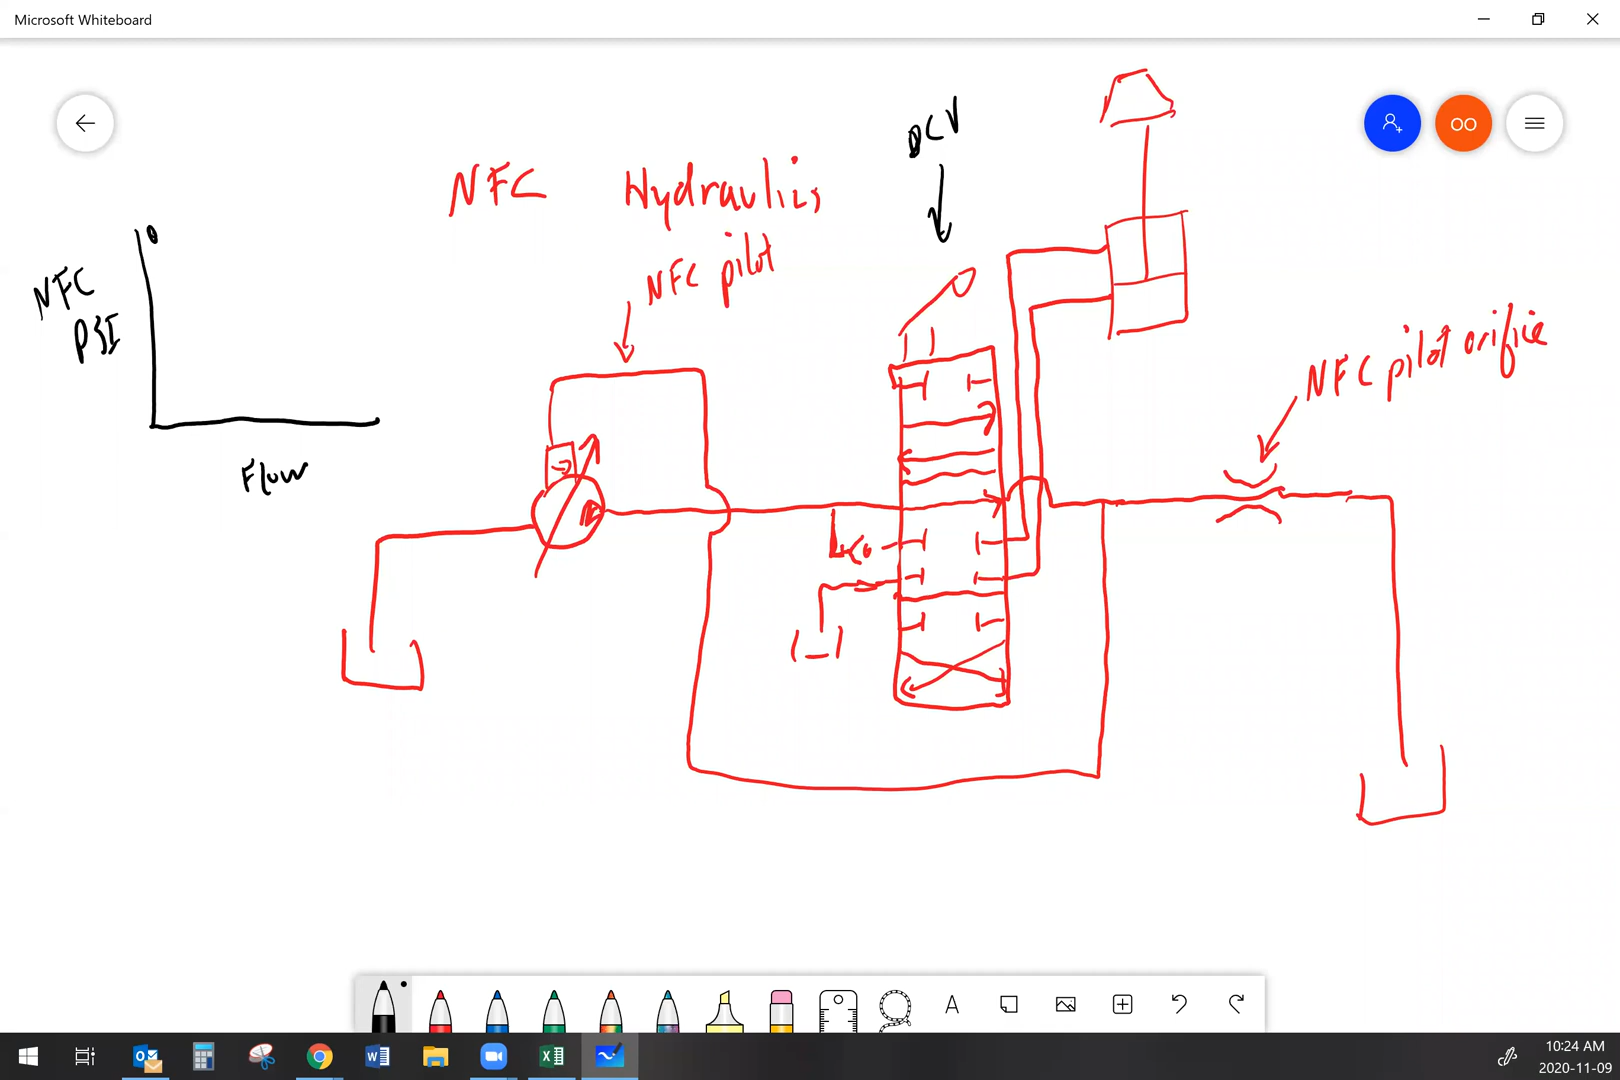 Microsoft Whiteboard
DCV
NFC Hydraulics
NFC pilot
NFC
PSI
Flow
NFC pilot orifice
A
10:24 AM
2020-11-09